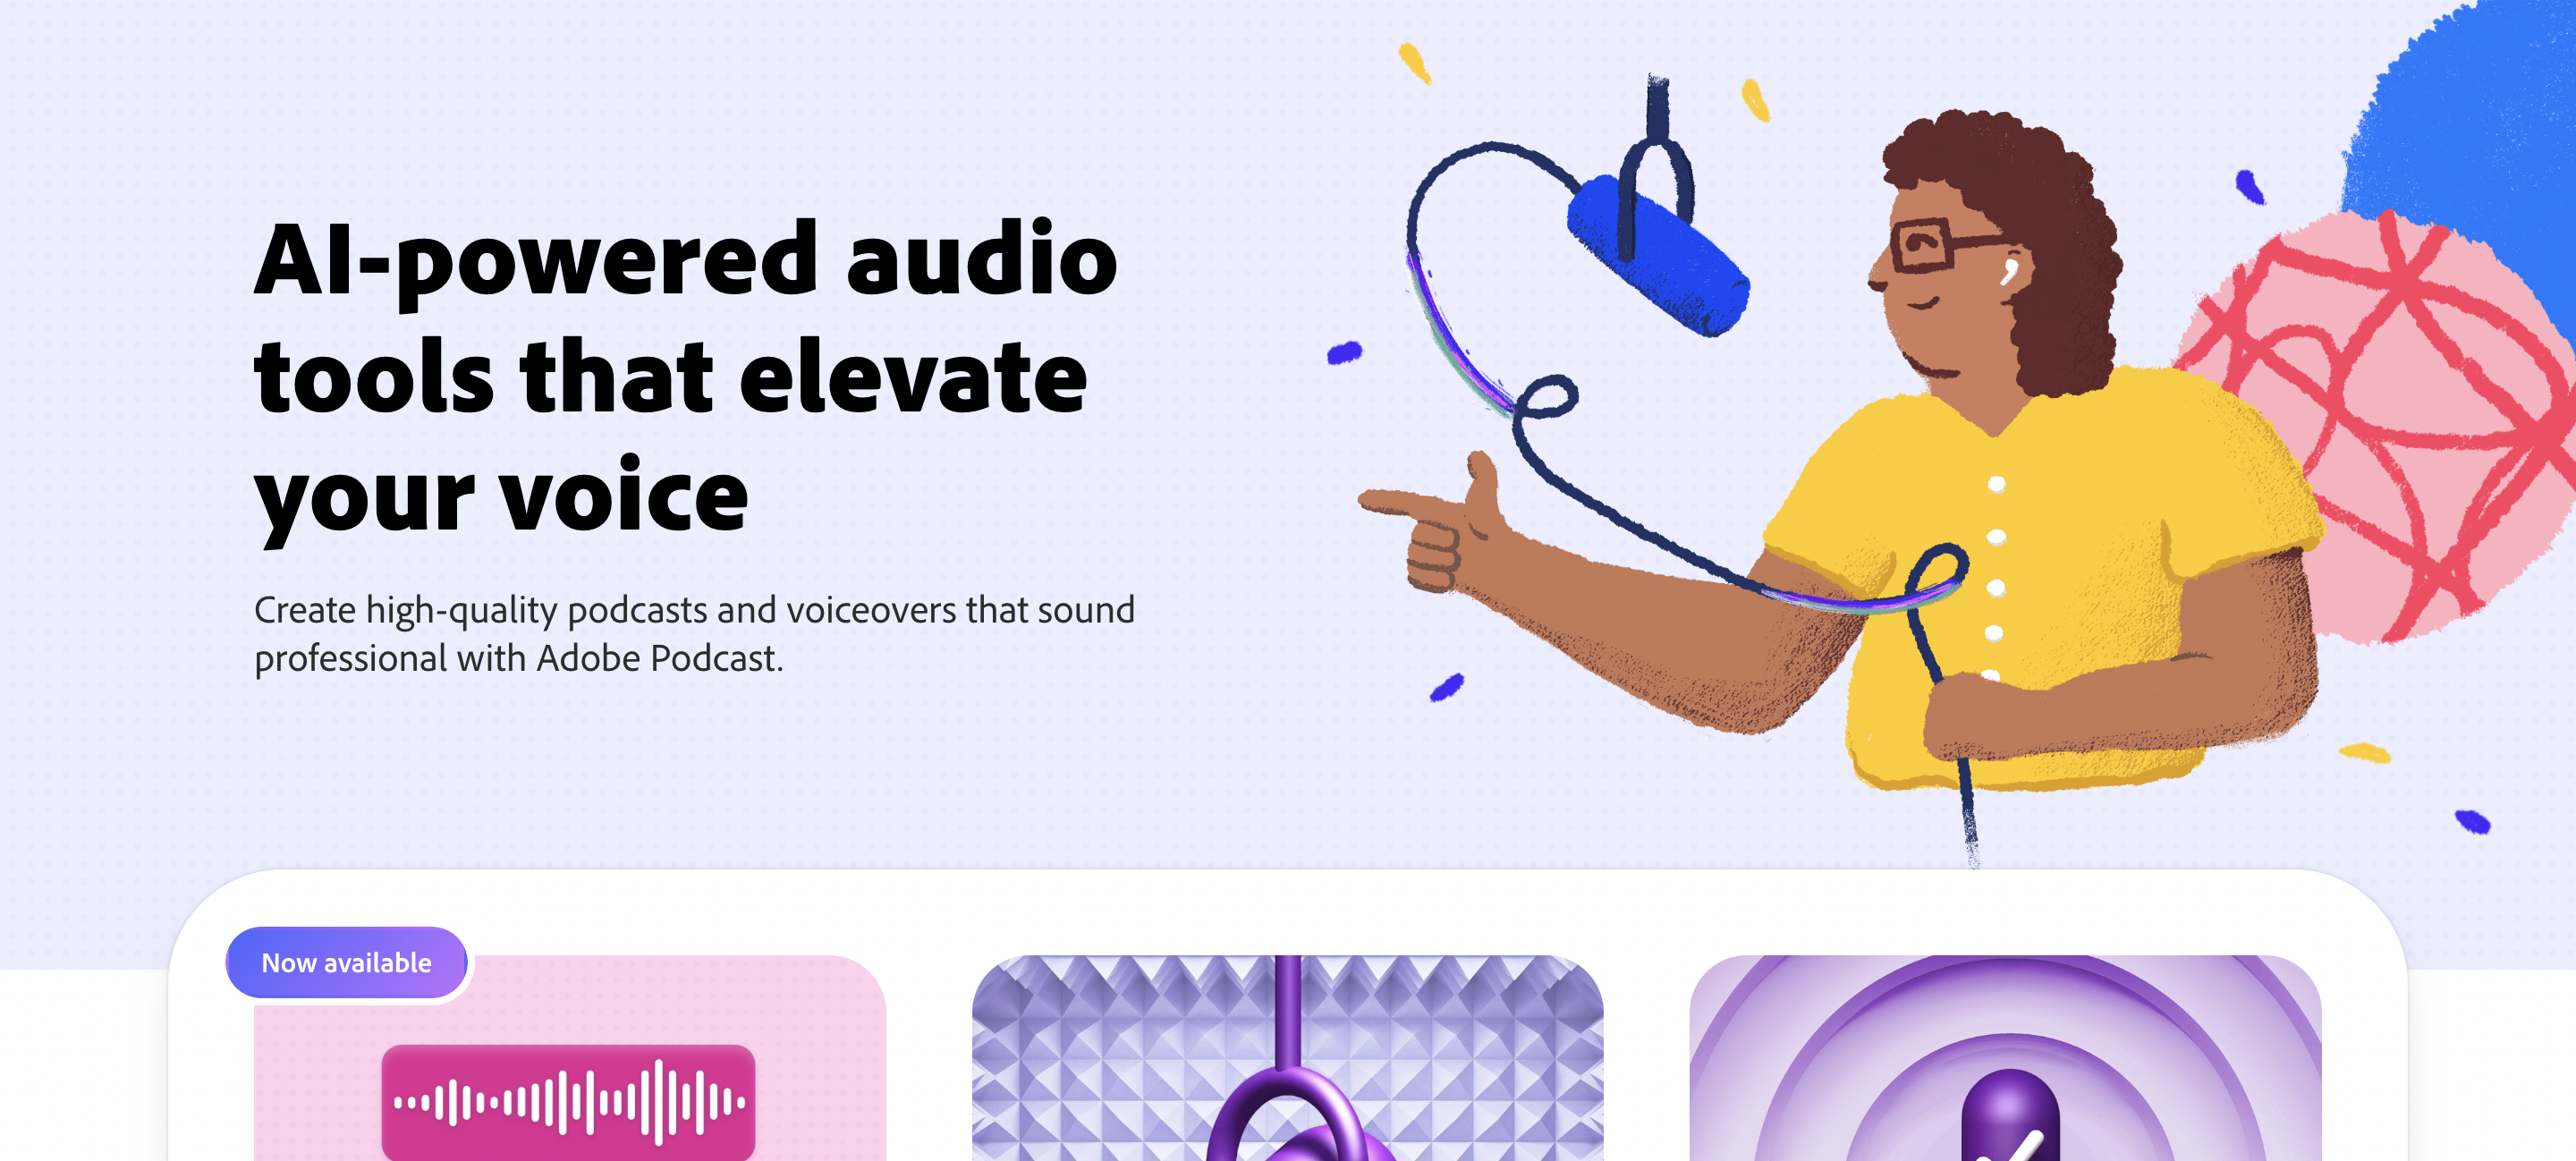 AI-powered audio
tools that elevate
your voice
Create high-quality podcasts and voiceovers that sound
professional with Adobe Podcast.
Now available